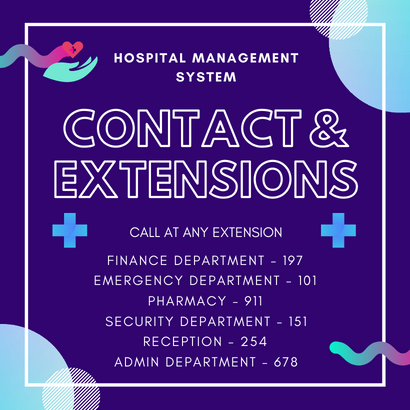 HOSPITAL MANAGEMENT
SYSTEM
CONTACT &
EXTENSIONS
CALL AT ANY EXTENSION
FINANCE DEPARTMENT - 197
EMERGENCY DEPARTMENT - 101
PHARMACY - 911
SECURITY DEPARTMENT - 151
RECEPTION - 254
ADMIN DEPARTMENT - 678